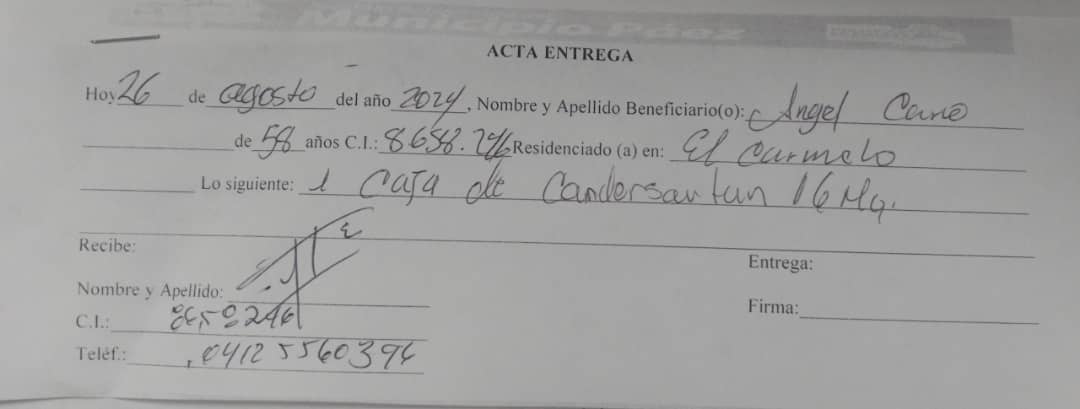 Municipio Páez
ACTA ENTREGA
Hoy 26 de agosto del año 2024, Nombre y Apellido Beneficiario(o): Angel Cano
de 58 años C.I.: 8.658.246 Residenciado (a) en: El Carmelo
Lo siguiente: 1 Caja de Candersartan 16 Mg.
Recibe:
Entrega:
Nombre y Apellido:
Firma:
C.I.: 8658246
Teléf.: 04125560394